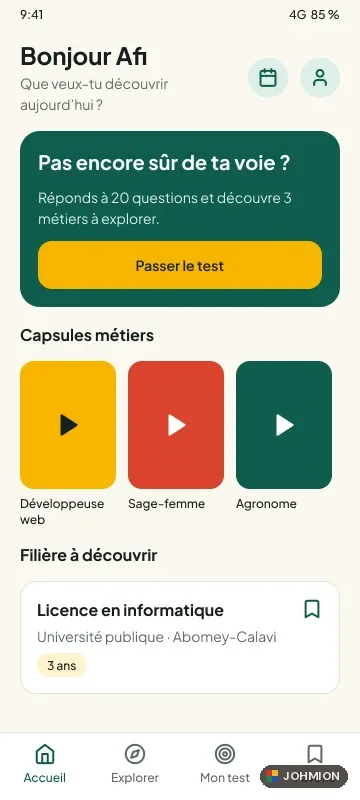 9:41
4G 85 %
Bonjour Afi
Que veux-tu découvrir
aujourd'hui ?
Pas encore sûr de ta voie ?
Réponds à 20 questions et découvre 3
métiers à explorer.
Passer le test
Capsules métiers
Développeuse
web
Sage-femme
Agronome
Filière à découvrir
Licence en informatique
Université publique · Abomey-Calavi
3 ans
Accueil
Explorer
Mon test
JOHMION